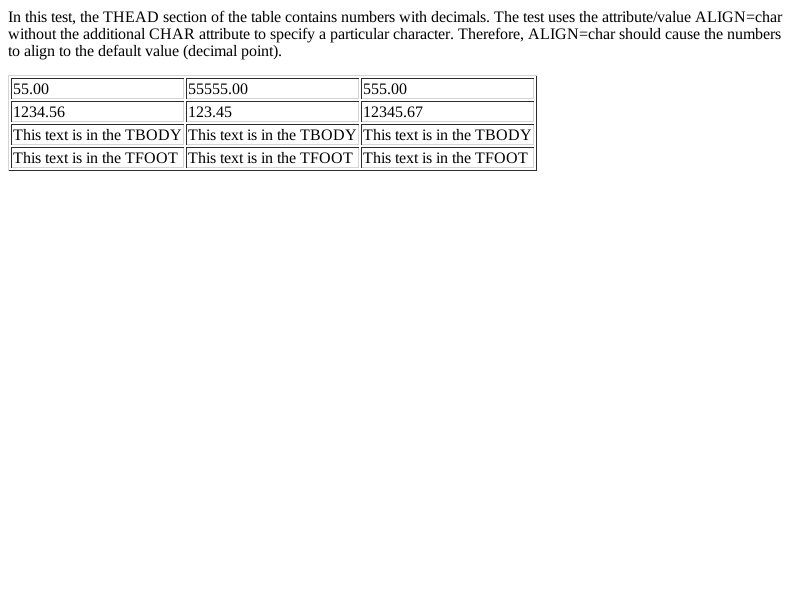 In this test, the THEAD section of the table contains numbers with decimals. The test uses the attribute/value ALIGN=char
without the additional CHAR attribute to specify a particular character. Therefore, ALIGN=char should cause the numbers
to align to the default value (decimal point).
55.00 55555.00 555.00
1234.56 123.45 12345.67
This text is in the TBODY This text is in the TBODY This text is in the TBODY
This text is in the TFOOT This text is in the TFOOT This text is in the TFOOT